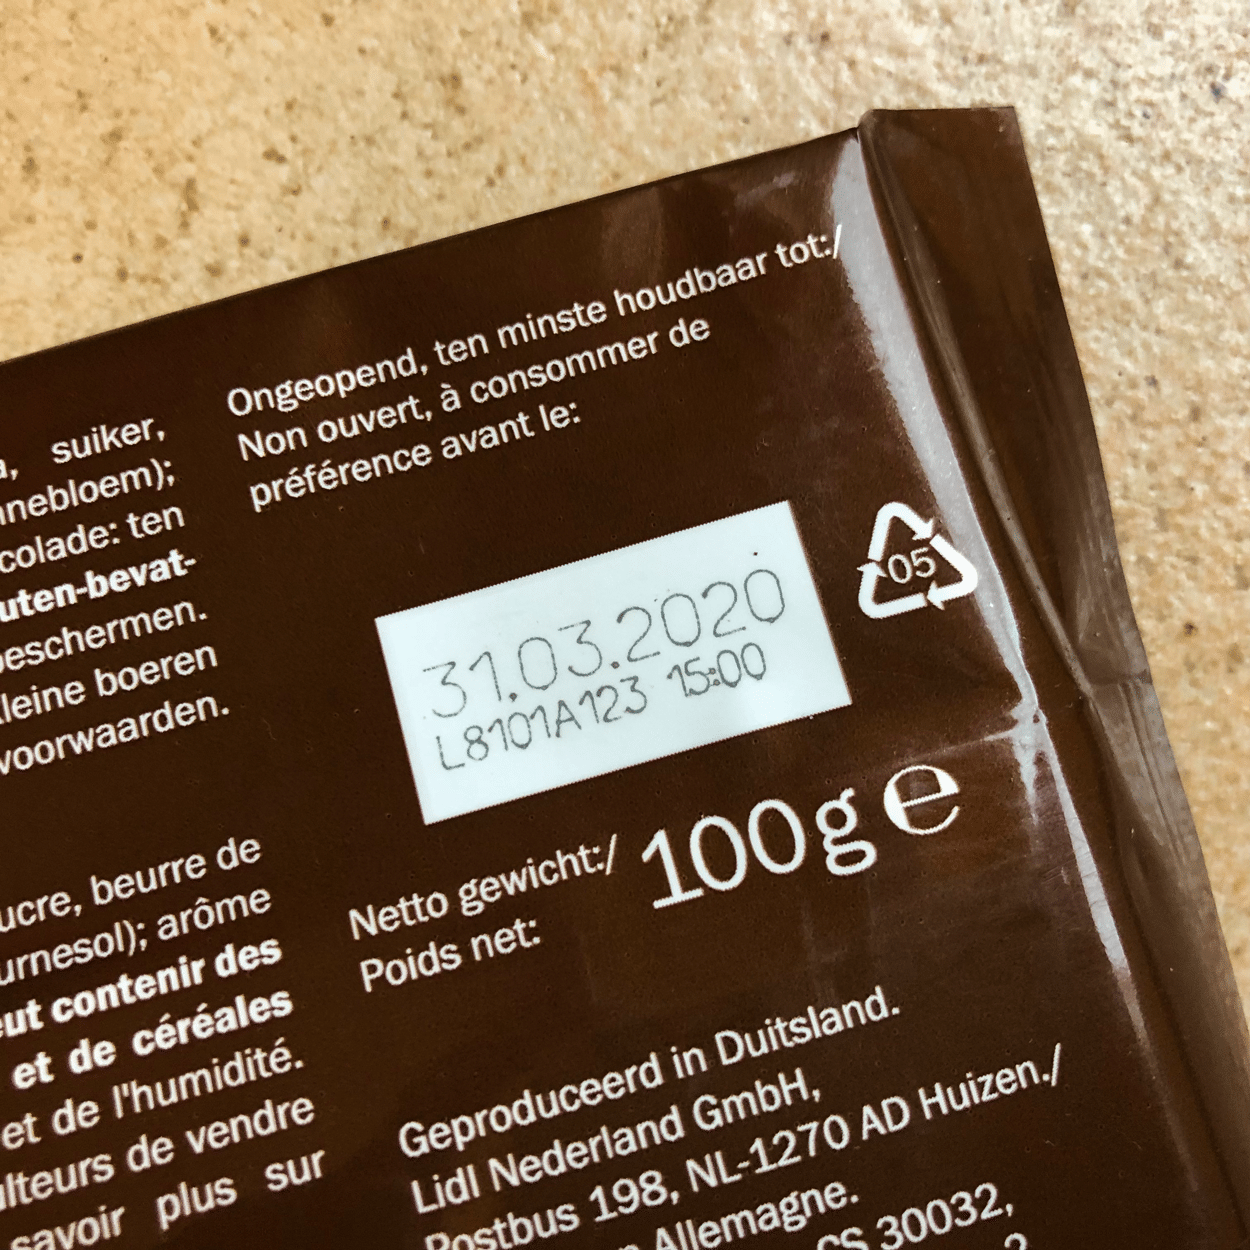 suiker,
colade: ten
leine boeren
voorwaarden.
beurre de
arôme
contenir des
et de céréales
et de l'humidité.
de vendre
savoir plus sur
Ongeopend, ten minste houdbaar tot:/
Non ouvert, à consommer de
préférence avant le:
31.03.2020
L8101A123 15:00
05
Netto gewicht:/ 100g ℮
Poids net:
Geproduceerd in Duitsland.
Lidl Nederland GmbH,
Postbus 198, NL-1270 AD Huizen./
Allemagne.
CS 30032,